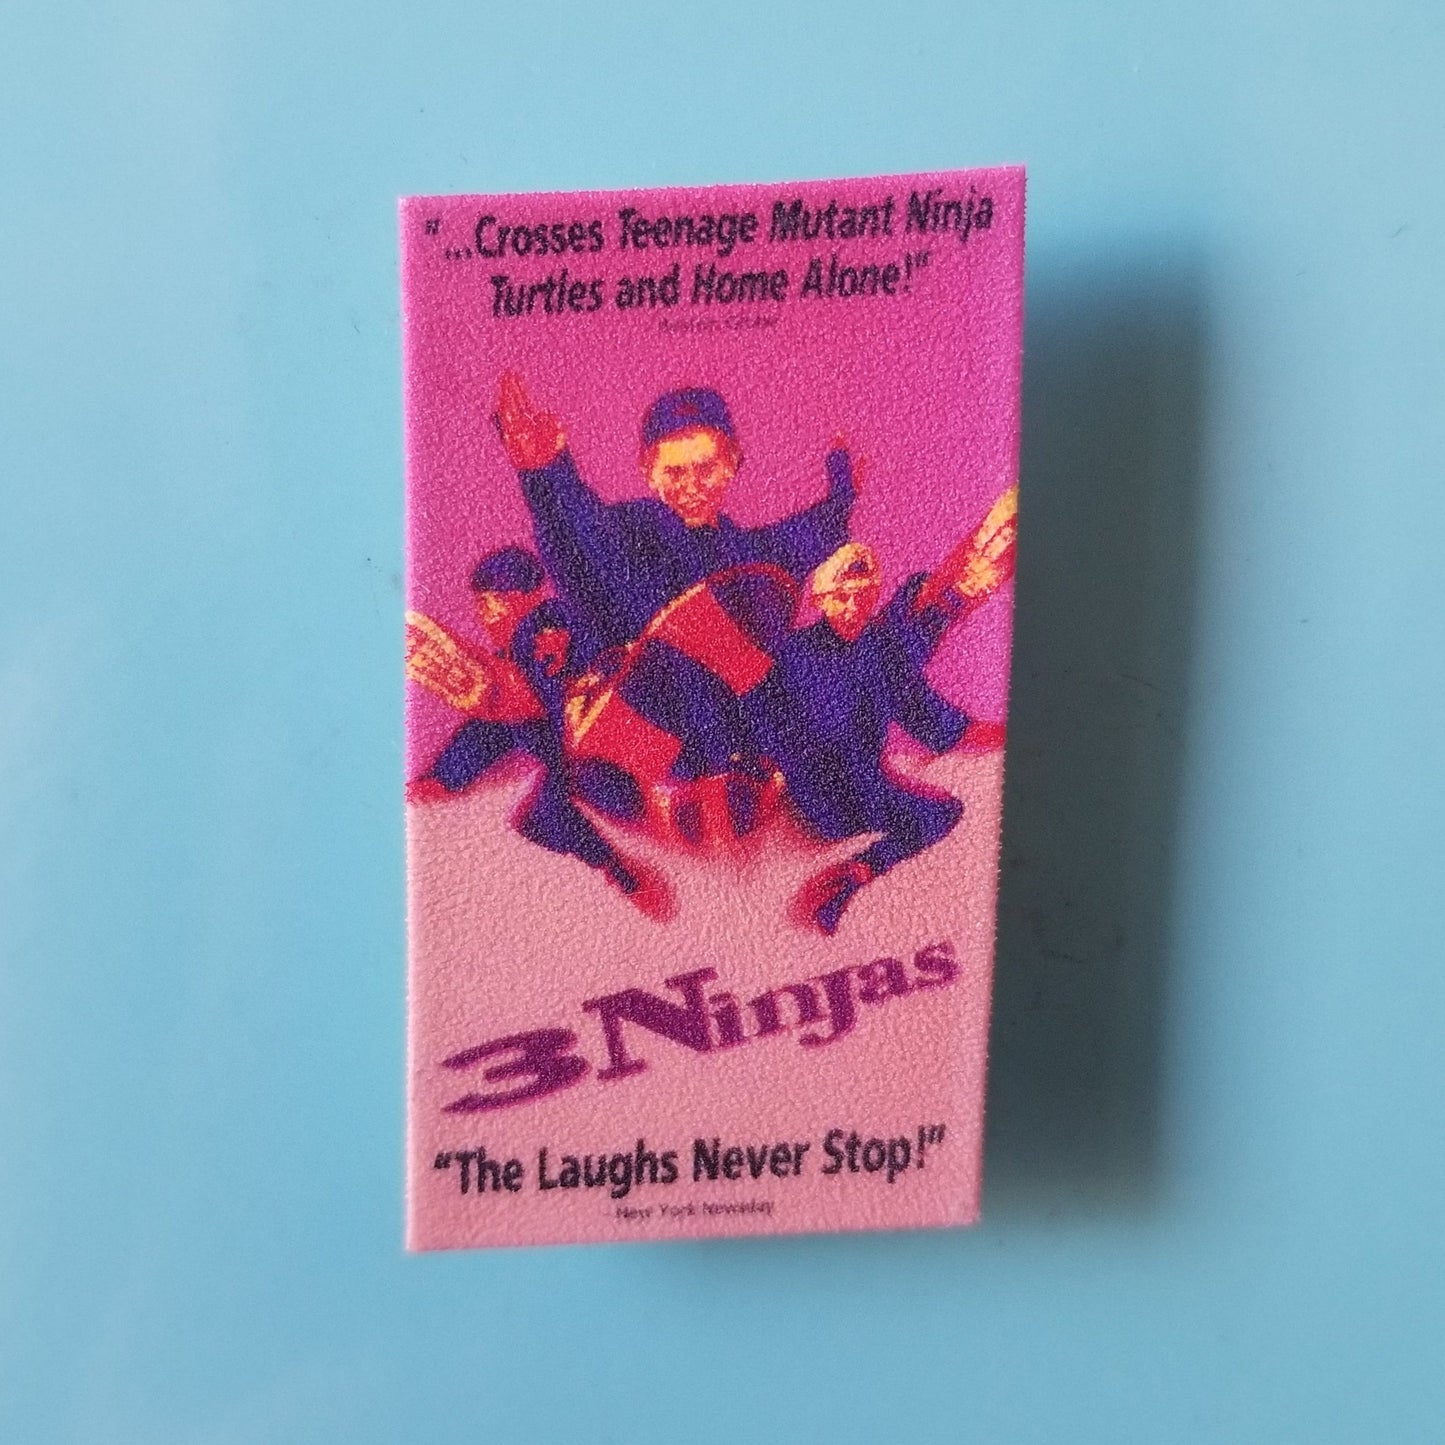 "...Crosses Teenage Mutant Ninja
Turtles and Home Alone!"
3 Ninjas
"The Laughs Never Stop!"
- New York Newsday